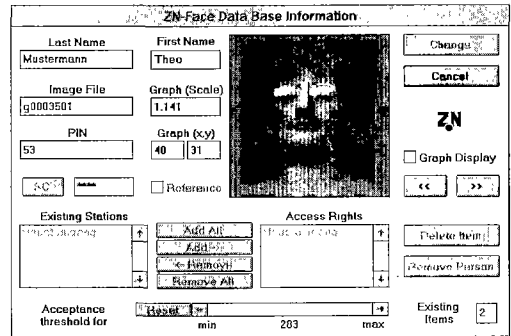 ZN-Face Data Base Information
Last Name First Name
Mustermann Theo
Change
Cancel
Image File Graph (Scale)
g0003501 1.141
ZN
PIN Graph (x,y)
53 40 31
Graph Display
Reference
<< >>
Existing Stations Access Rights
Add All
Add
<- Remove
Remove All
Delete Item
Remove Person
Acceptance threshold for
Reset
min 283 max
Existing Items 2